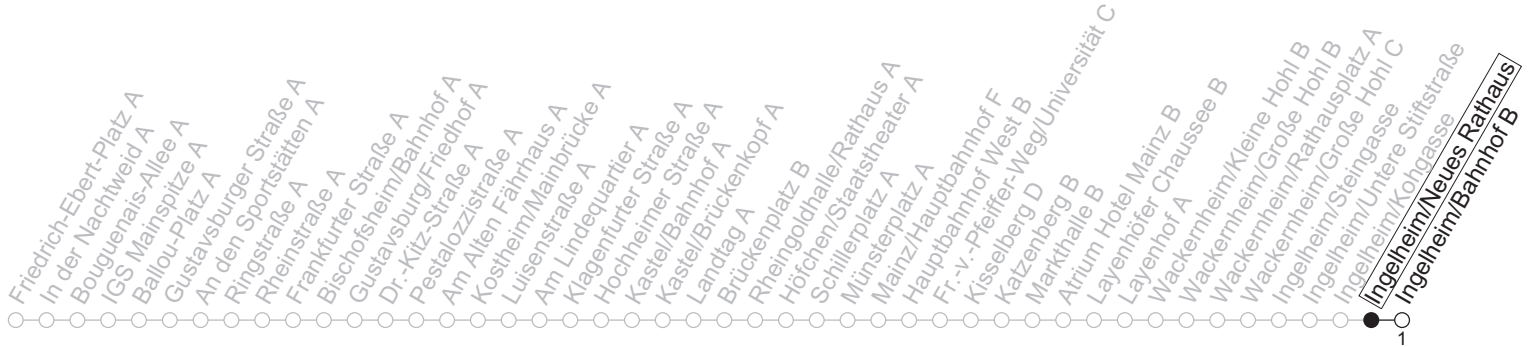 Friedrich-Ebert-Platz A
In der Nachtweid A
Bouguenais-Allee A
IGS Mainspitze A
Ballou-Platz A
Gustavsburger Straße A
An den Sportstätten A
Ringstraße A
Rheinstraße A
Frankfurter Straße A
Bischofsheim/Bahnhof A
Gustavsburg/Friedhof A
Dr.-Kitz-Straße A
Pestalozzistraße A
Am Alten Fährhaus A
Kostheim/Mainbrücke A
Luisenstraße A
Am Lindequartier A
Klagenfurter Straße A
Hochheimer Straße A
Kastel/Bahnhof A
Kastel/Brückenkopf A
Landtag A
Brückenplatz B
Rheingoldhalle/Rathaus A
Höfchen/Staatstheater A
Schillerplatz A
Münsterplatz A
Mainz/Hauptbahnhof F
Hauptbahnhof West B
Fr.-v.-Pfeiffer-Weg/Universität C
Kisselberg D
Katzenberg B
Markthalle B
Atrium Hotel Mainz B
Layenhöfer Chaussee B
Layenhof A
Wackernheim/Kleine Hohl B
Wackernheim/Große Hohl B
Wackernheim/Rathausplatz A
Wackernheim/Große Hohl C
Ingelheim/Steingasse
Ingelheim/Untere Stiftstraße
Ingelheim/Kohgasse
Ingelheim/Neues Rathaus
Ingelheim/Bahnhof B
1